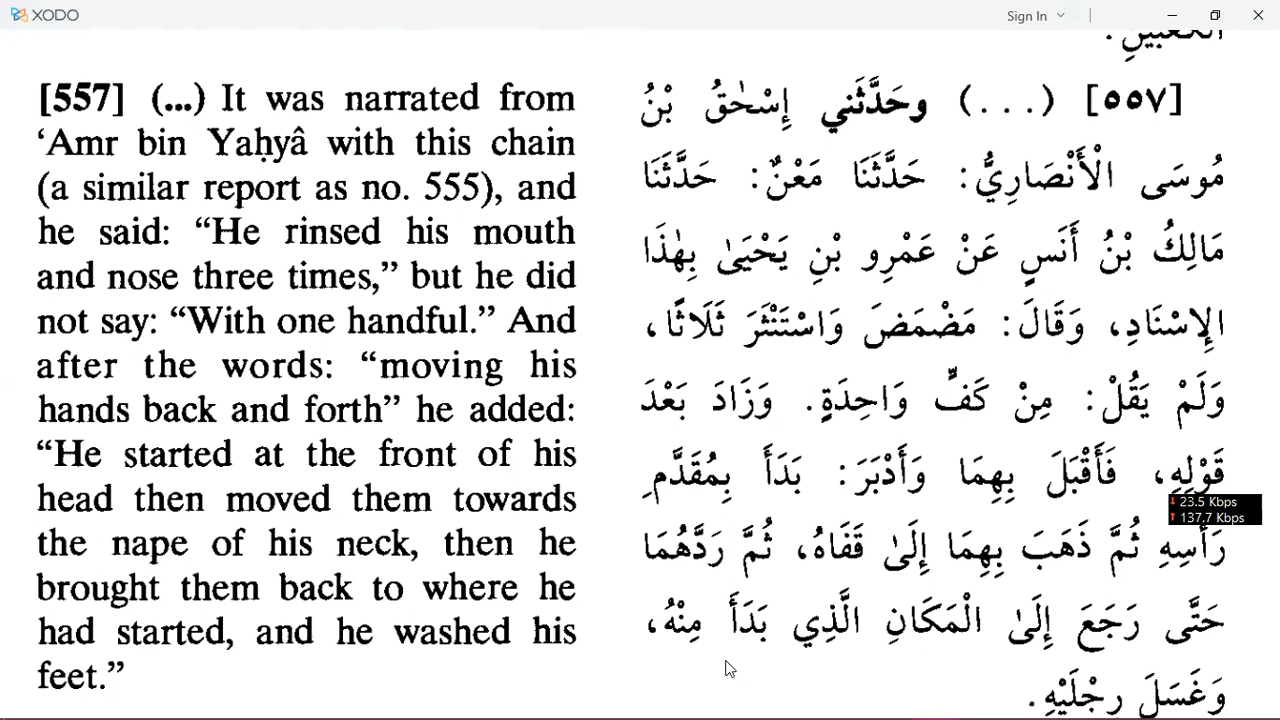 XODO
Sign In
[557] (...) It was narrated from
‘Amr bin Yaḥyâ with this chain
(a similar report as no. 555), and
he said: “He rinsed his mouth
and nose three times,” but he did
not say: “With one handful.” And
after the words: “moving his
hands back and forth” he added:
“He started at the front of his
head then moved them towards
the nape of his neck, then he
brought them back to where he
had started, and he washed his
feet.”
[٥٥٧] (...) وحَدَّثَني إِسْحٰقُ بْنُ
مُوسَى الْأَنْصَارِيُّ: حَدَّثَنَا مَعْنٌ: حَدَّثَنَا
مَالِكُ بْنُ أَنَسٍ عَنْ عَمْرِو بْنِ يَحْيَىٰ بِهٰذَا
الإِسْنَادِ، وَقَالَ: مَضْمَضَ وَاسْتَنْثَرَ ثَلَاثًا،
وَلَمْ يَقُلْ: مِنْ كَفٍّ وَاحِدَةٍ. وَزَادَ بَعْدَ
قَوْلِهِ، فَأَقْبَلَ بِهِمَا وَأَدْبَرَ: بَدَأَ بِمُقَدَّمِ
رَأْسِهِ ثُمَّ ذَهَبَ بِهِمَا إِلَىٰ قَفَاهُ، ثُمَّ رَدَّهُمَا
حَتَّى رَجَعَ إِلَىٰ الْمَكَانِ الَّذِي بَدَأَ مِنْهُ،
وَغَسَلَ رِجْلَيْهِ.
23.5 Kbps
137.7 Kbps